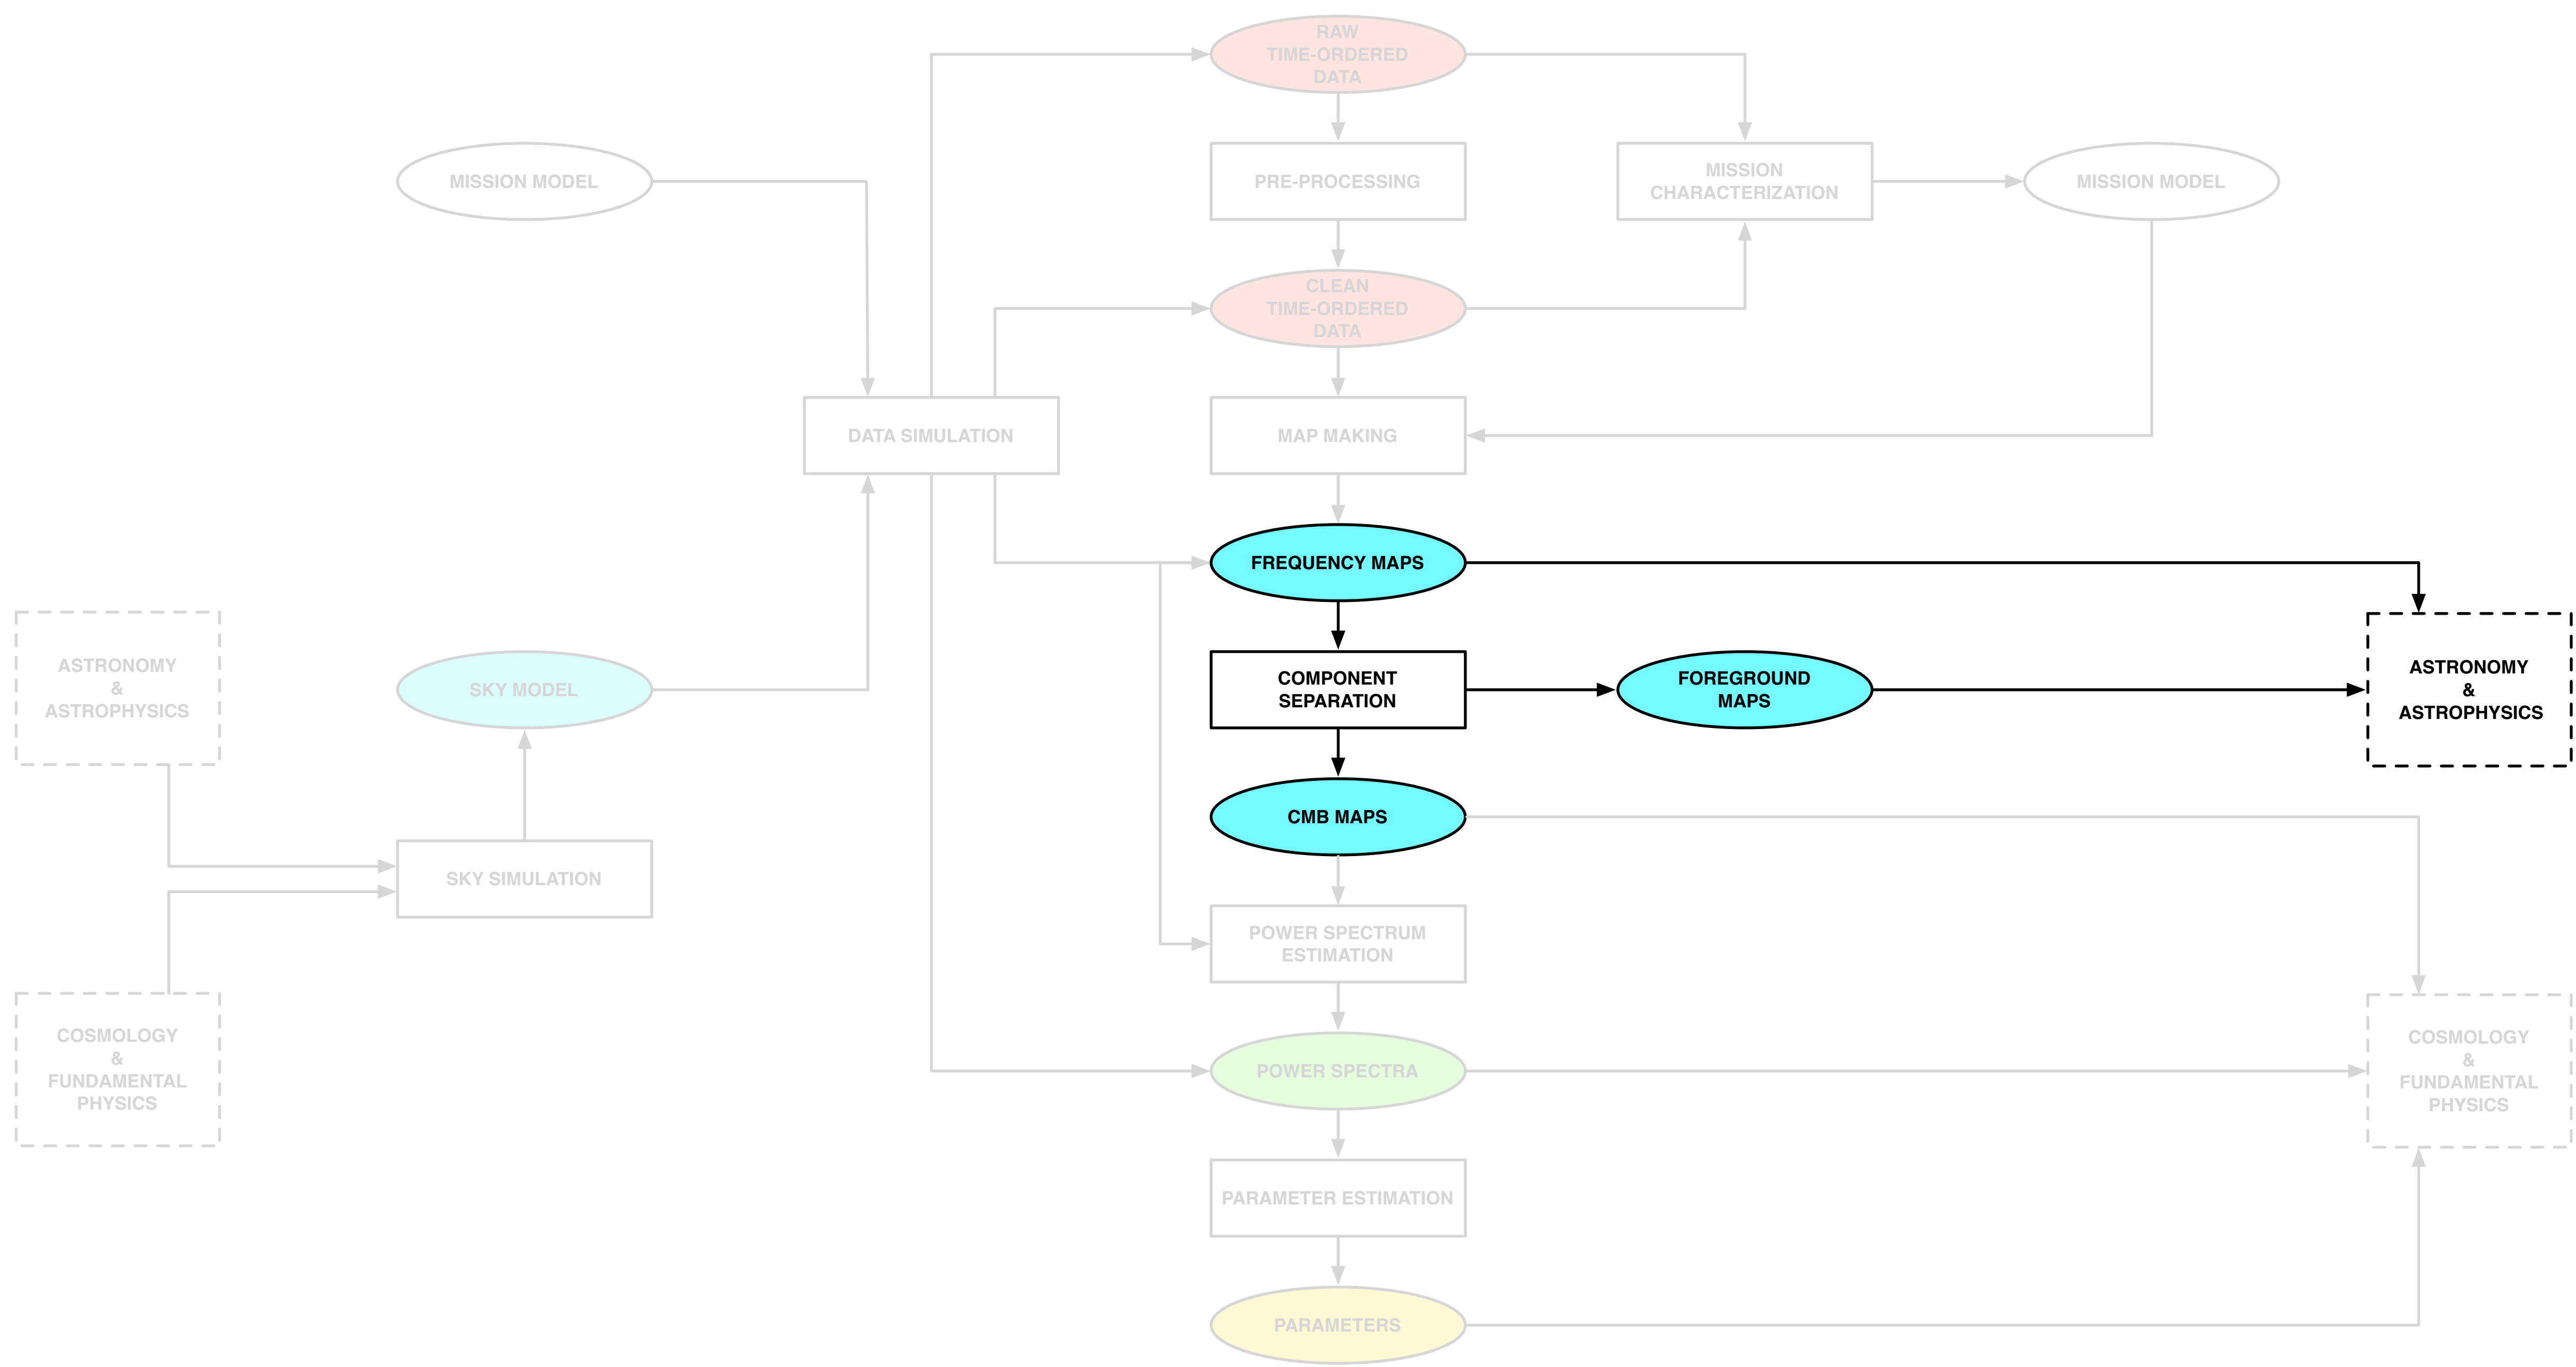 RAW
TIME-ORDERED
DATA
MISSION MODEL
PRE-PROCESSING
MISSION
CHARACTERIZATION
MISSION MODEL
CLEAN
TIME-ORDERED
DATA
DATA SIMULATION
MAP MAKING
FREQUENCY MAPS
ASTRONOMY
&
ASTROPHYSICS
SKY MODEL
COMPONENT
SEPARATION
FOREGROUND
MAPS
ASTRONOMY
&
ASTROPHYSICS
CMB MAPS
SKY SIMULATION
POWER SPECTRUM
ESTIMATION
COSMOLOGY
&
FUNDAMENTAL
PHYSICS
POWER SPECTRA
COSMOLOGY
&
FUNDAMENTAL
PHYSICS
PARAMETER ESTIMATION
PARAMETERS